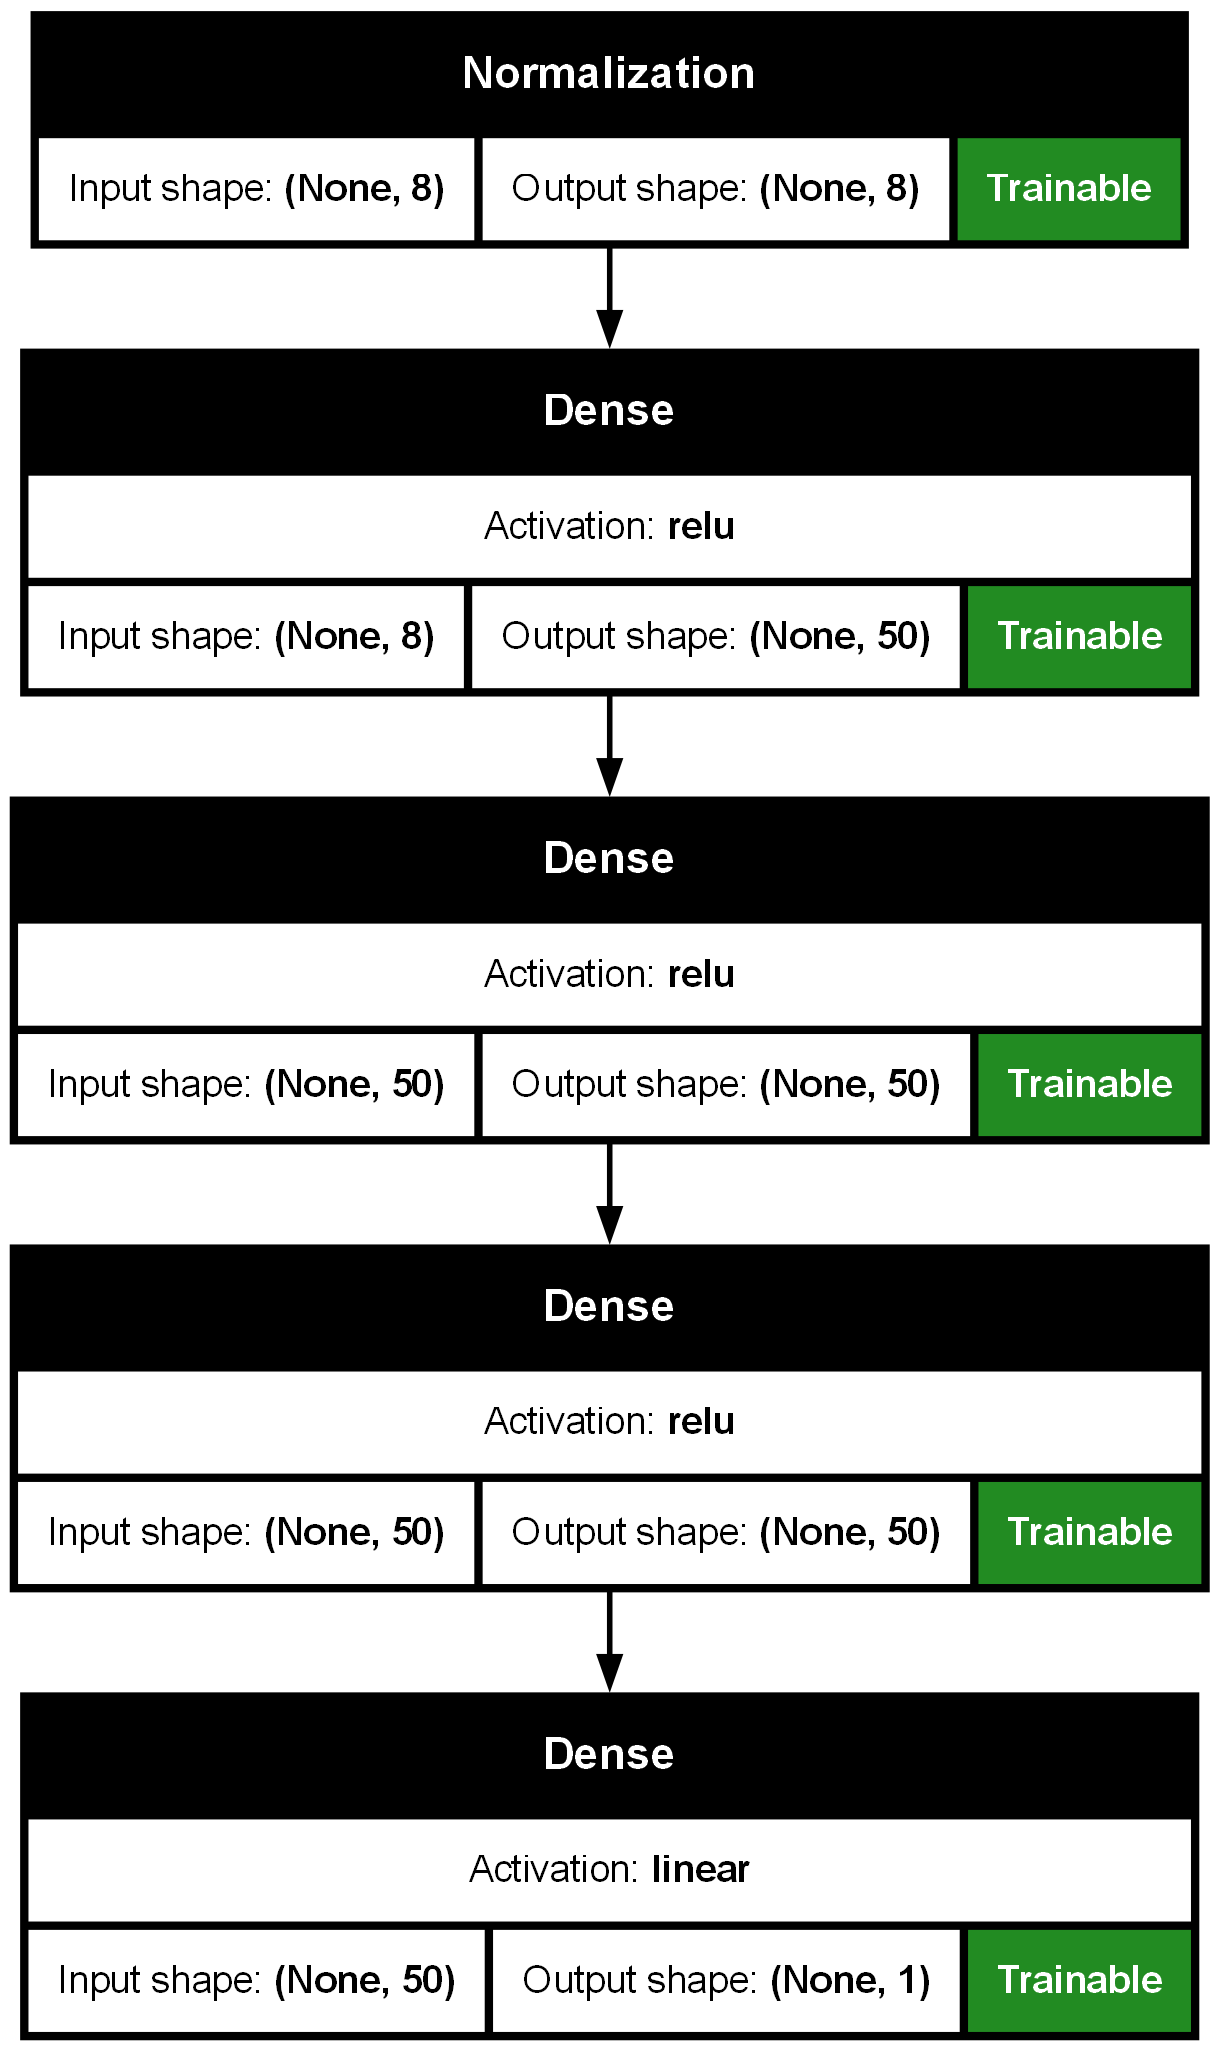 Normalization
Input shape: (None, 8) Output shape: (None, 8) Trainable
Dense
Activation: relu
Input shape: (None, 8) Output shape: (None, 50) Trainable
Dense
Activation: relu
Input shape: (None, 50) Output shape: (None, 50) Trainable
Dense
Activation: relu
Input shape: (None, 50) Output shape: (None, 50) Trainable
Dense
Activation: linear
Input shape: (None, 50) Output shape: (None, 1) Trainable